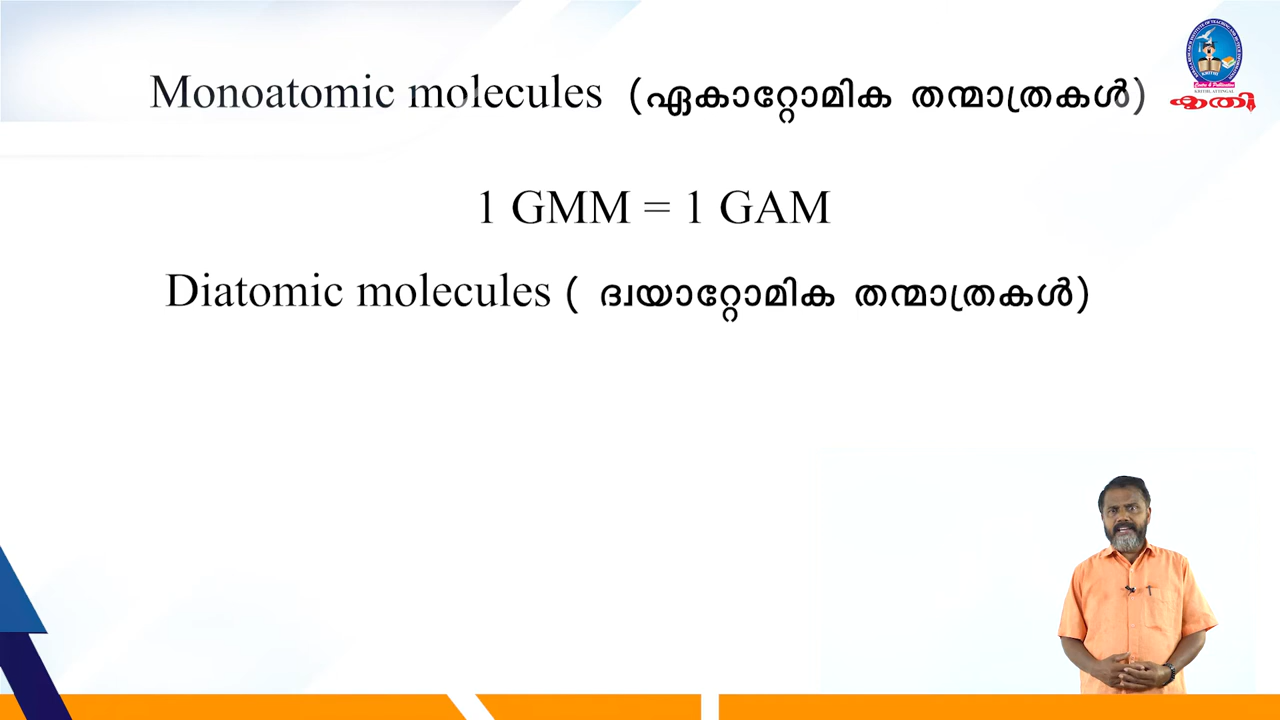 Monoatomic molecules (ഏകാറ്റോമിക തന്മാത്രകൾ)
1 GMM = 1 GAM
Diatomic molecules ( ദ്വയാറ്റോമിക തന്മാത്രകൾ)
കൃതി